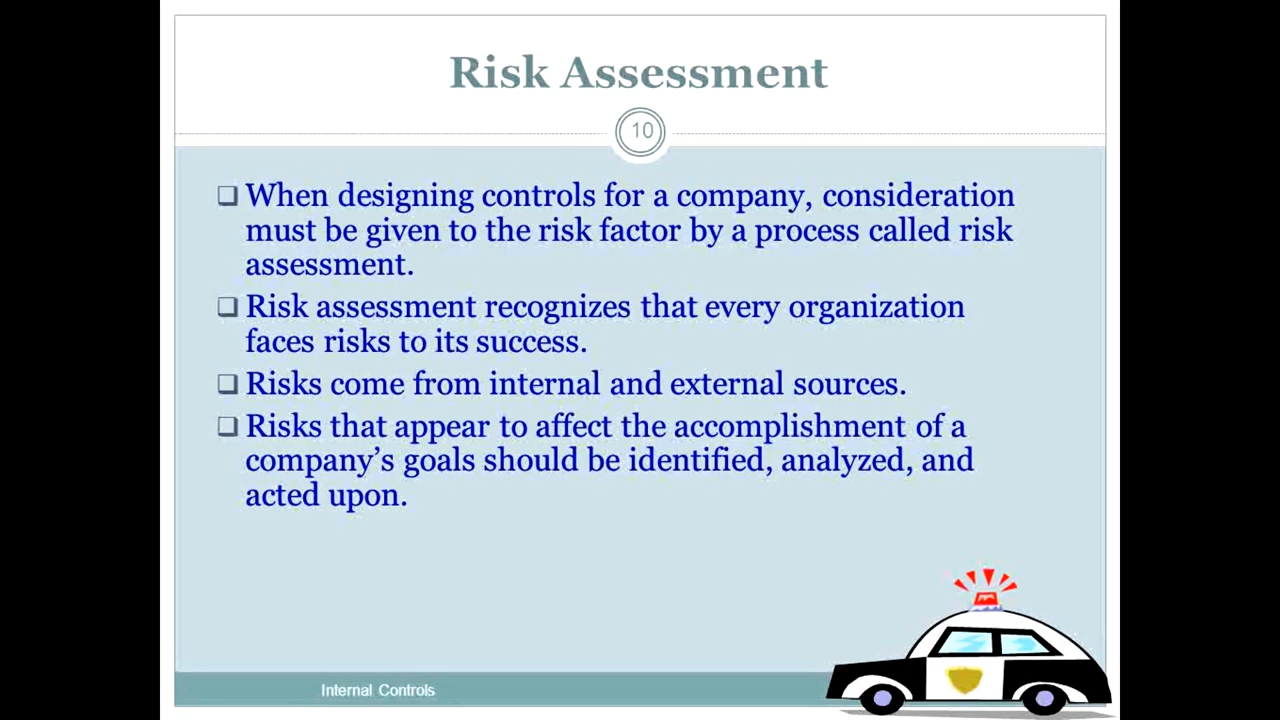 Risk Assessment
10
When designing controls for a company, consideration
must be given to the risk factor by a process called risk
assessment.
Risk assessment recognizes that every organization
faces risks to its success.
Risks come from internal and external sources.
Risks that appear to affect the accomplishment of a
company’s goals should be identified, analyzed, and
acted upon.
Internal Controls